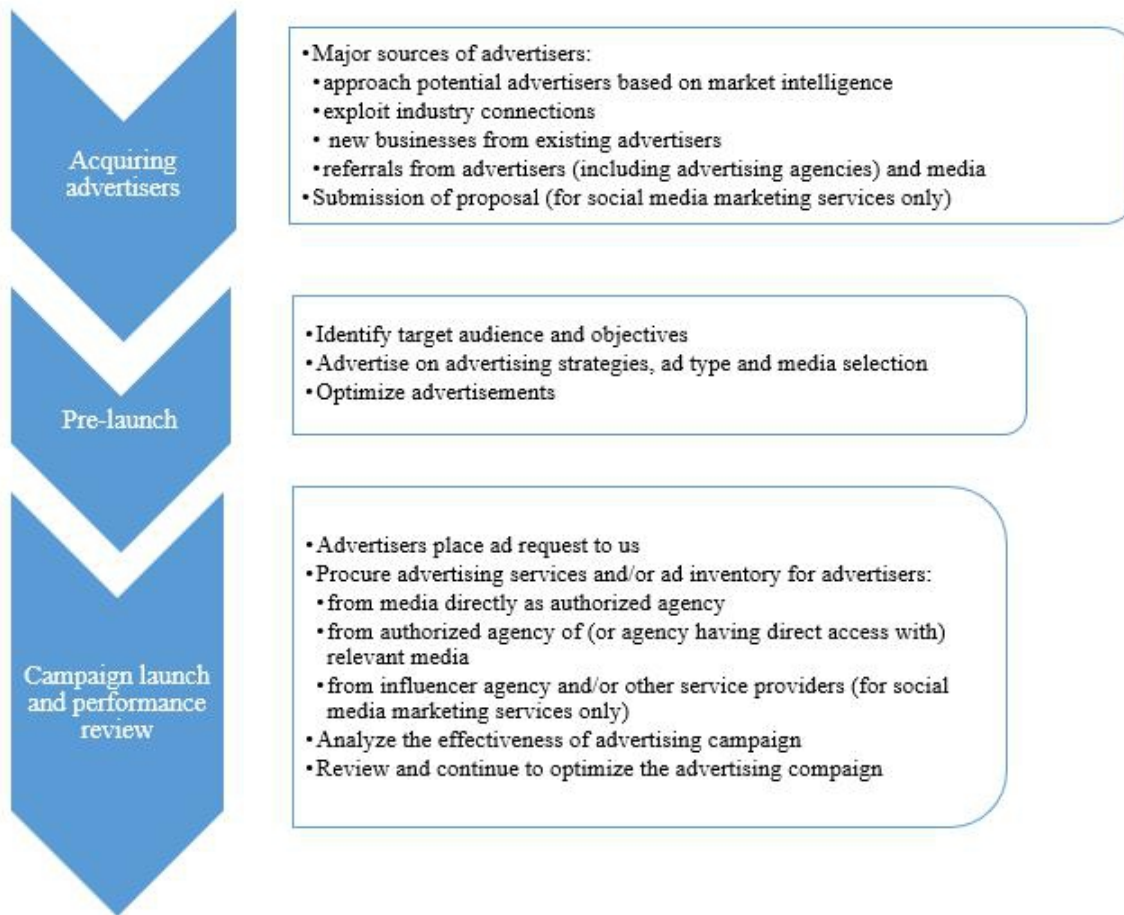 Acquiring
advertisers
•Major sources of advertisers:
•approach potential advertisers based on market intelligence
•exploit industry connections
• new businesses from existing advertisers
•referrals from advertisers (including advertising agencies) and media
•Submission of proposal (for social media marketing services only)
Pre-launch
•Identify target audience and objectives
•Advertise on advertising strategies, ad type and media selection
•Optimize advertisements
Campaign launch
and performance
review
•Advertisers place ad request to us
•Procure advertising services and/or ad inventory for advertisers:
•from media directly as authorized agency
•from authorized agency of (or agency having direct access with)
relevant media
•from influencer agency and/or other service providers (for social
media marketing services only)
•Analyze the effectiveness of advertising campaign
•Review and continue to optimize the advertising compaign